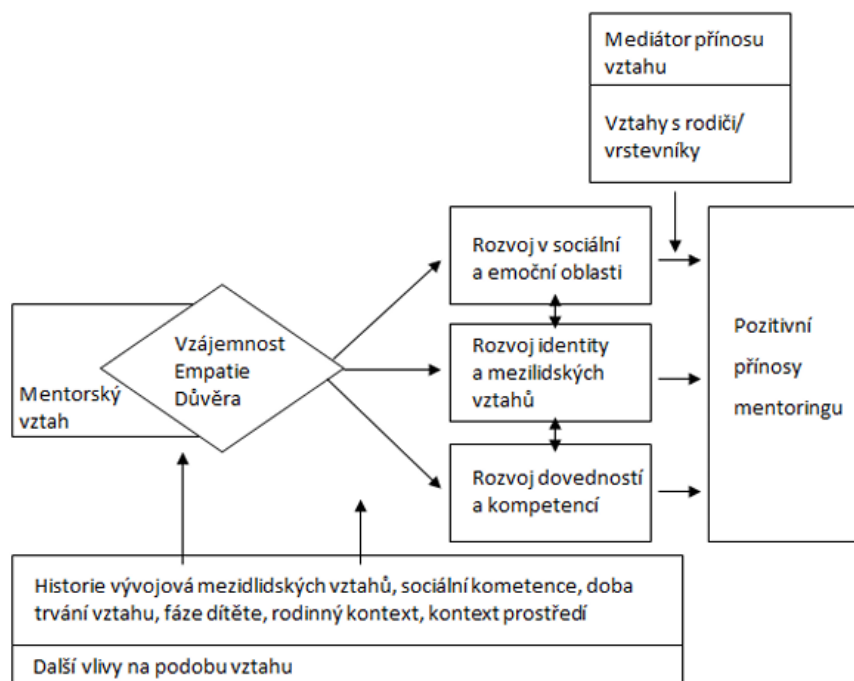 Mediátor přínosu
vztahu
Vztahy s rodiči/
vrstevníky
Rozvoj v sociální
a emoční oblasti
Vzájemnost
Empatie
Důvěra
Mentorský
vztah
Rozvoj identity
a mezilidských
vztahů
Pozitivní
přínosy
mentoringu
Rozvoj dovedností
a kompetencí
Historie vývojová mezidlidských vztahů, sociální kometence, doba
trvání vztahu, fáze dítěte, rodinný kontext, kontext prostředí
Další vlivy na podobu vztahu